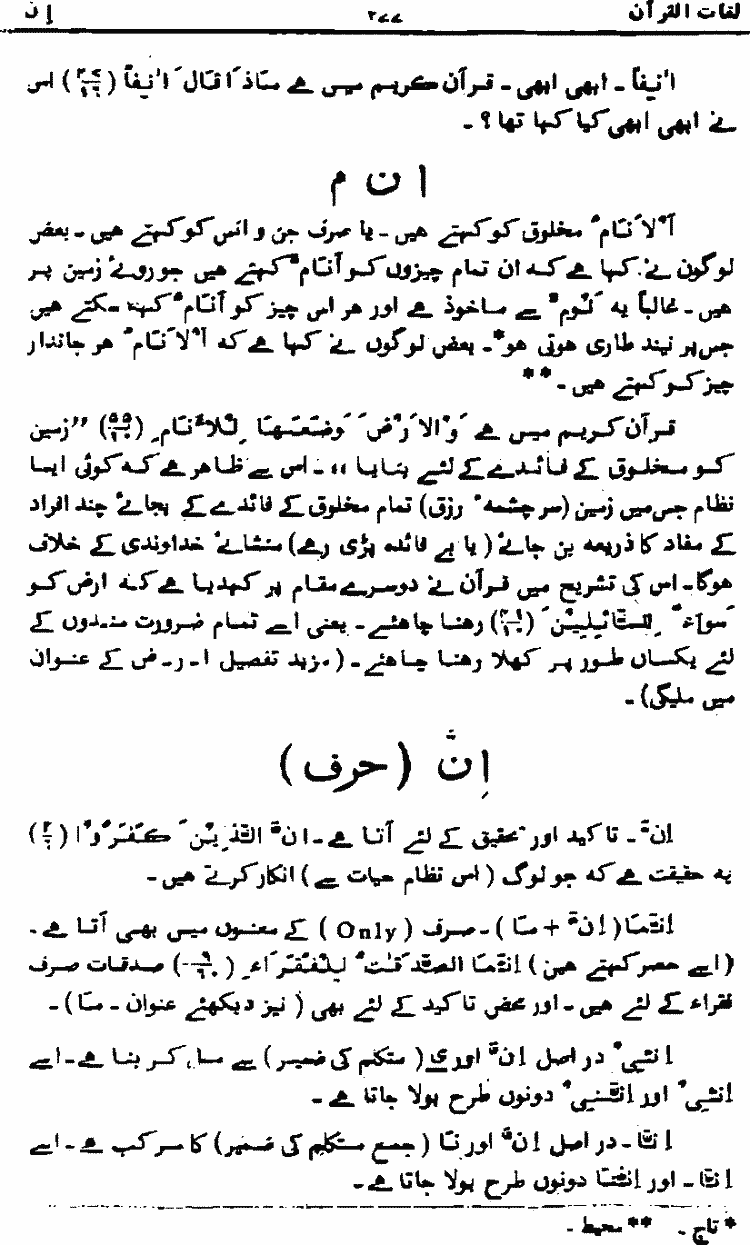 لغات القرآن ۲۷۷ اِنَّ
اٰنِفاً ۔ ابھی ابھی ۔ قرآن کریم میں ہے مَاذَا قَالَ اٰنِفاً (۴۷/۱۶) اس
نے ابھی ابھی کیا کہا تھا ؟ ۔
ا ن م
اَلْاَنَامُ مخلوق کو کہتے ہیں ۔ یا صرف جن و انس کو کہتے ہیں ۔ بعض
لوگوں نے کہا ہے کہ ان تمام چیزوں کو اَنَامُ کہتے ہیں جو روئے زمین پر
ہیں ۔ غالباً یہ نَوْمٌ سے ماخوذ ہے اور ہر اس چیز کو اَنَامُ کہہ سکتے ہیں
جس پر نیند طاری ہوتی ہو* ۔ بعض لوگوں نے کہا ہے کہ اَلْاَنَامُ ہر جاندار
چیز کو کہتے ہیں ۔**
قرآن کریم میں ہے وَالْاَرْضَ وَضَعَهَا لِلْاَنَامِ (۵۵/۱۰) ”زمین
کو مخلوق کے فائدے کے لئے بنایا ،، ۔ اس سے ظاہر ہے کہ کوئی ایسا
نظام جس میں زمین (سرچشمہٴ رزق) تمام مخلوق کے فائدے کے بجائے چند افراد
کے مفاد کا ذریعہ بن جائے ( یا بے فائدہ پڑی رہے) منشائے خداوندی کے خلاف
ہوگا ۔ اس کی تشریح میں قرآن نے دوسرے مقام پر کہدیا ہے کہ ارض کو
سَوَآءً لِلسَّآئِلِيْنَ (۴۱/۱۰) رہنا چاہئے ۔ یعنی اسے تمام ضرورت مندوں کے
لئے یکساں طور پر کھلا رہنا چاہئے ۔ (مزید تفصیل ا ۔ ر ۔ ض کے عنوان
میں ملیگی) ۔
اِنَّ (حرف)
اِنَّ ۔ تاکید اور تحقیق کے لئے آتا ہے ۔ اِنَّ الَّذِيْنَ كَفَرُوْا (۲/۶)
یہ حقیقت ہے کہ جو لوگ ( اس نظام حیات سے ) انکار کرتے ہیں ۔
اِنَّمَا ( اِنَّ + مَا ) ۔ صرف ( Only ) کے معنوں میں بھی آتا ہے ۔
( اسے حصر کہتے ہیں ) اِنَّمَا الصَّدَقٰتُ لِلْفُقَرَآءِ (۹/۶۰) صدقات صرف
فقراء کے لئے ہیں ۔ اور محض تاکید کے لئے بھی ( نیز دیکھئے عنوان ۔ مَا ) ۔
اِنِّیْ در اصل اِنَّ اور ی ( متکلم کی ضمیر) سے مل کر بنا ہے ۔ اسے
اِنِّیْ اور اِنَّنِیْ دونوں طرح بولا جاتا ہے ۔
اِنَّا ۔ در اصل اِنَّ اور نَا ( جمع متکلم کی ضمیر) کا مرکب ہے ۔ اسے
اِنَّا ۔ اور اِنَّنَا دونوں طرح بولا جاتا ہے ۔
* تاج ۔ ** محیط ۔